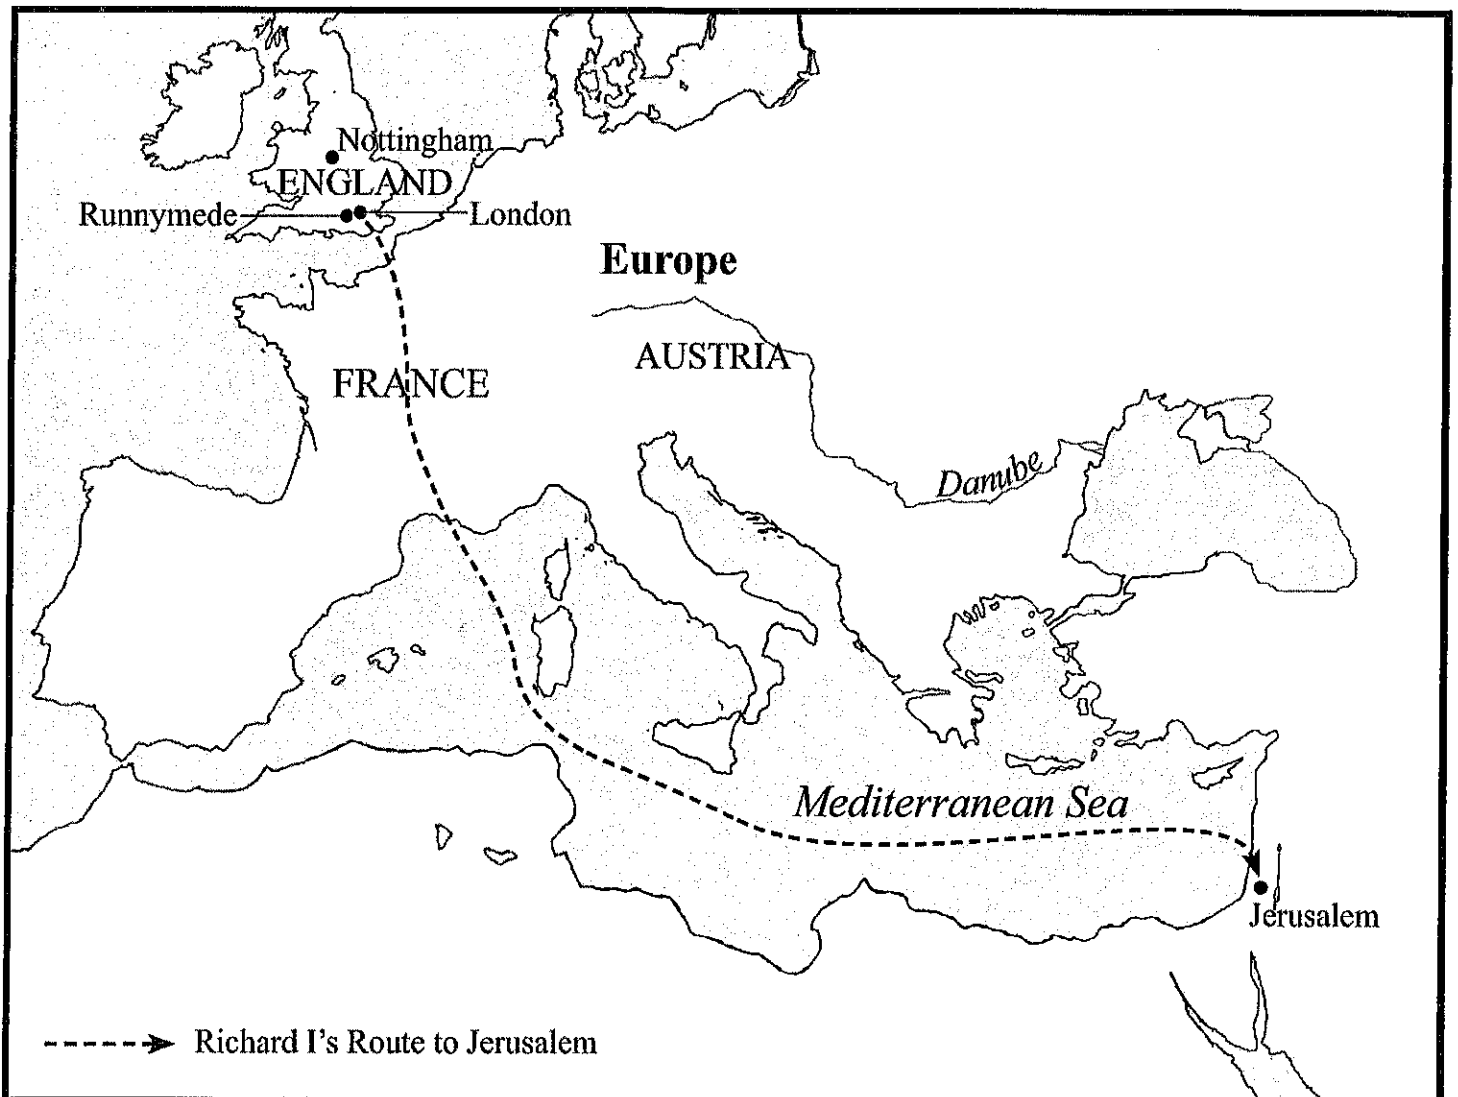 Nottingham
ENGLAND
Runnymede
London
Europe
AUSTRIA
FRANCE
Danube
Mediterranean Sea
Jerusalem
Richard I's Route to Jerusalem